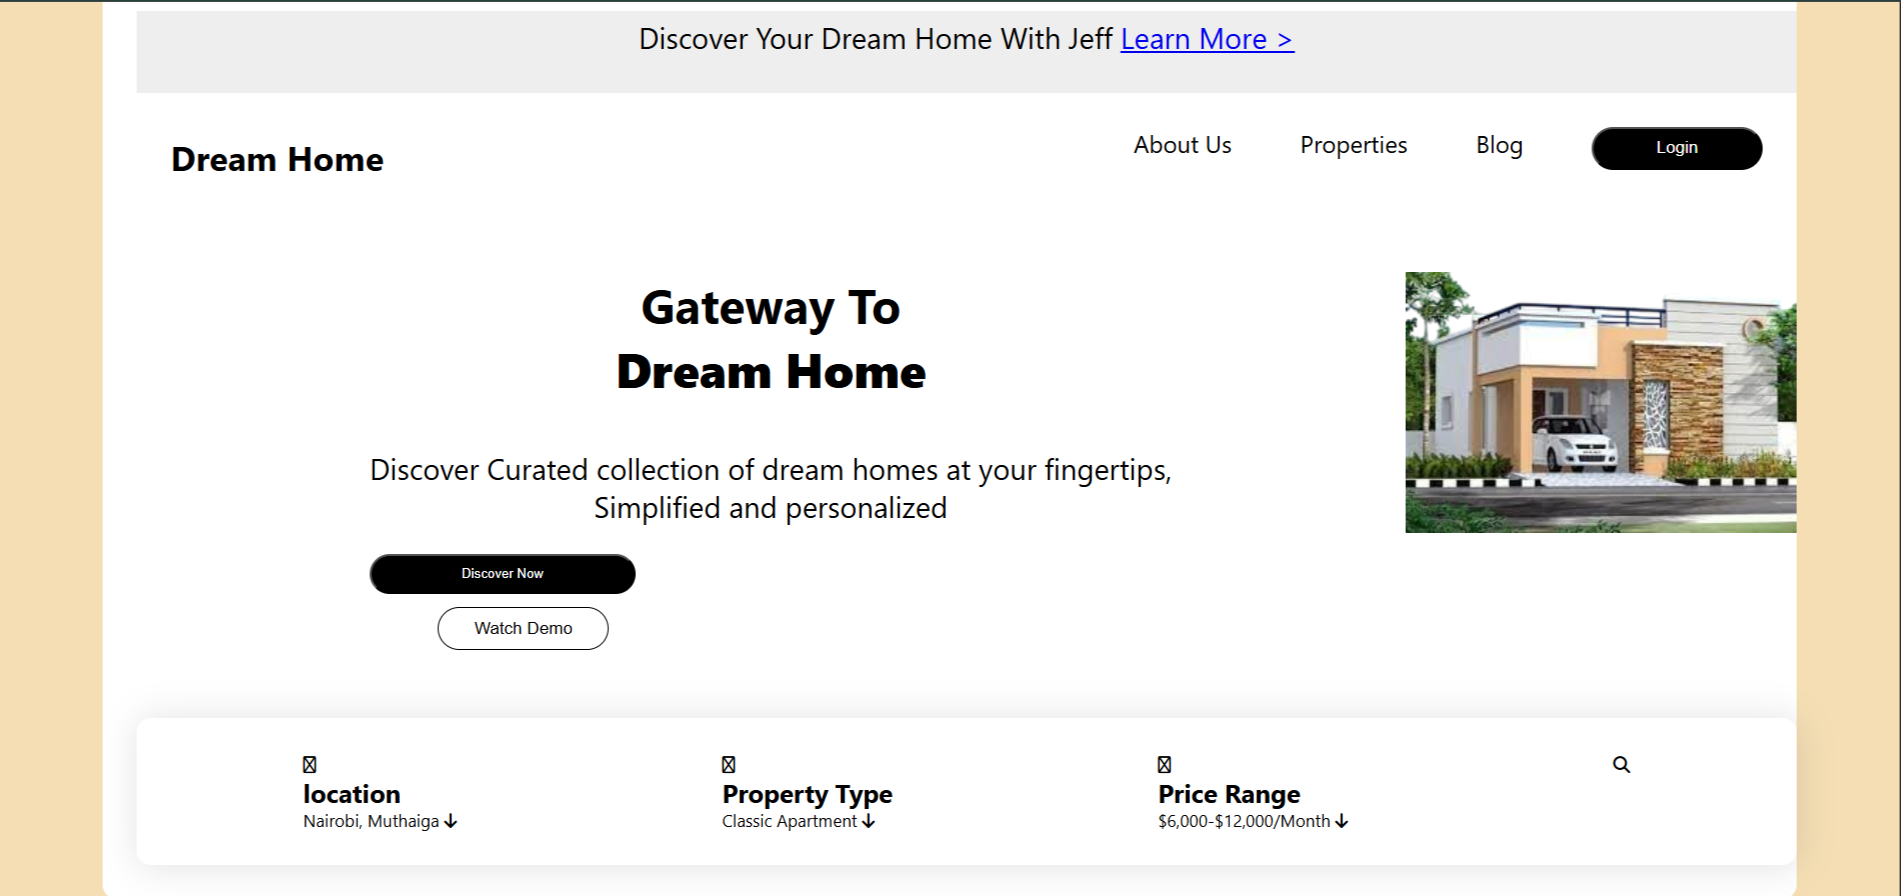 Discover Your Dream Home With Jeff Learn More >
Dream Home
About Us
Properties
Blog
Login
Gateway To
Dream Home
Discover Curated collection of dream homes at your fingertips,
Simplified and personalized
Discover Now
Watch Demo
location
Nairobi, Muthaiga
Property Type
Classic Apartment
Price Range
$6,000-$12,000/Month